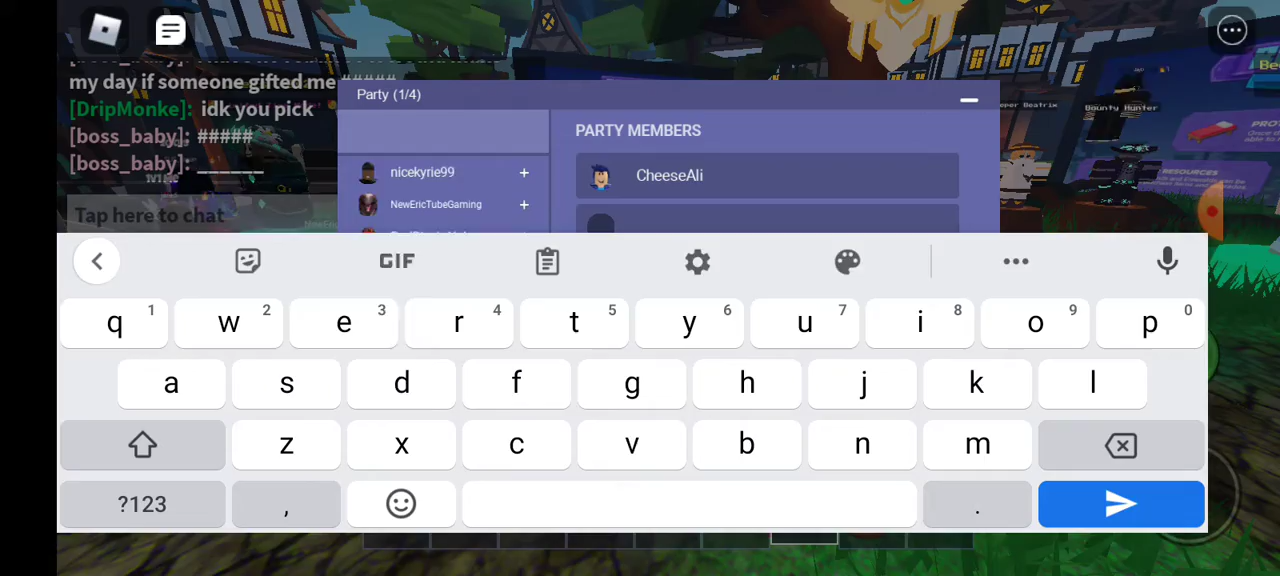 my day if someone gifted me #####
[DripMonke]: idk you pick
[boss_baby]: #####
[boss_baby]: ______
Tap here to chat
Party (1/4)
nicekyrie99 +
NewEricTubeGaming +
PARTY MEMBERS
CheeseAli
Bounty Hunter
GIF
q 1 w 2 e 3 r 4 t 5 y 6 u 7 i 8 o 9 p 0
a s d f g h j k l
z x c v b n m
?123 , .